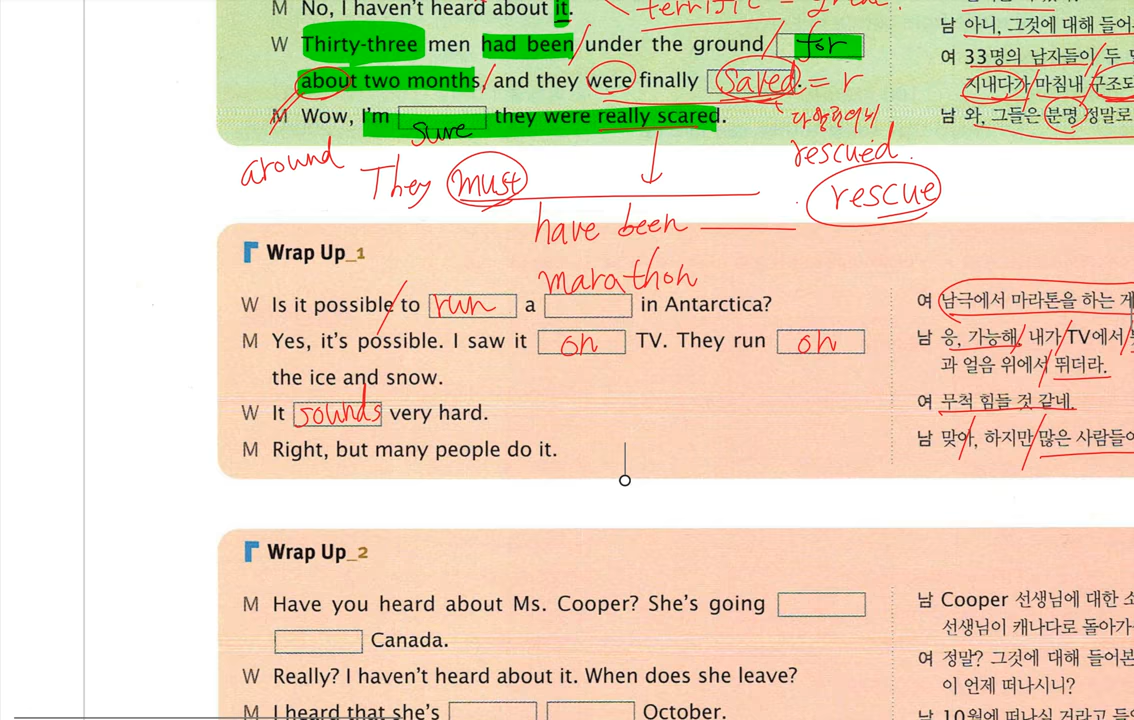 M No, I haven't heard about it.
terrific =
남 아니, 그것에 대해 들어
W Thirty-three men had been under the ground for
여 33명의 남자들이 두
about two months, and they were finally saved. = r
지내다가 마침내 구조되
M Wow, I'm sure they were really scared.
남 와, 그들은 분명 정말로
around
They must
have been
rescued.
rescue
Wrap Up_1
marathon
W Is it possible to run a in Antarctica?
여 남극에서 마라톤을 하는
M Yes, it's possible. I saw it on TV. They run on
남 응, 가능해. 내가 TV에서
the ice and snow.
과 얼음 위에서 뛰더라.
W It sounds very hard.
여 무척 힘들 것 같네.
M Right, but many people do it.
남 맞아, 하지만 많은 사람들이
Wrap Up_2
M Have you heard about Ms. Cooper? She's going
남 Cooper 선생님에 대한
Canada.
선생님이 캐나다로 돌아가
W Really? I haven't heard about it. When does she leave?
여 정말? 그것에 대해 들어본
이 언제 떠나시니?
M I heard that she's October.
남 10월에 떠나실 거라고